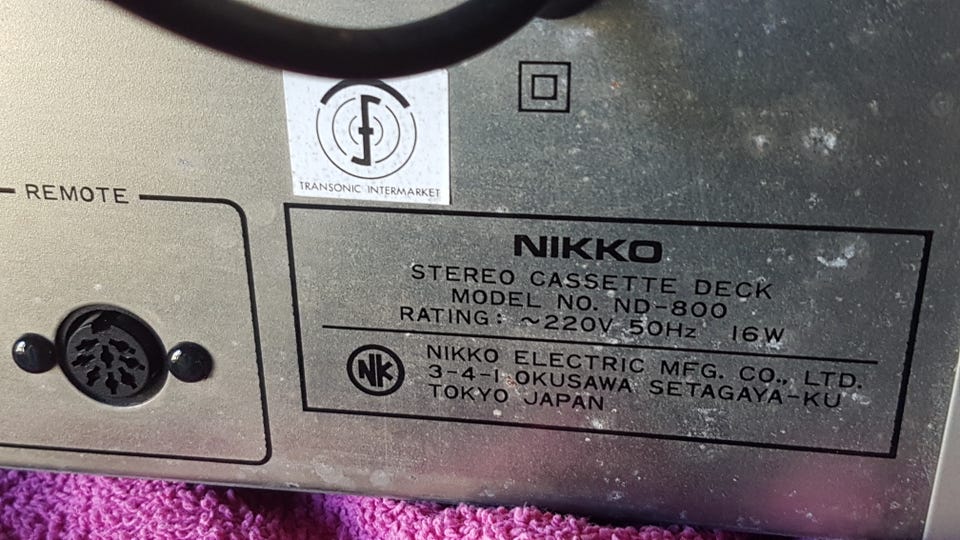 TRANSONIC INTERMARKET
REMOTE
NIKKO
STEREO CASSETTE DECK
MODEL NO. ND-800
RATING: ~220V 50Hz 16W
NK
NIKKO ELECTRIC MFG. CO., LTD.
3-4-1 OKUSAWA SETAGAYA-KU
TOKYO JAPAN